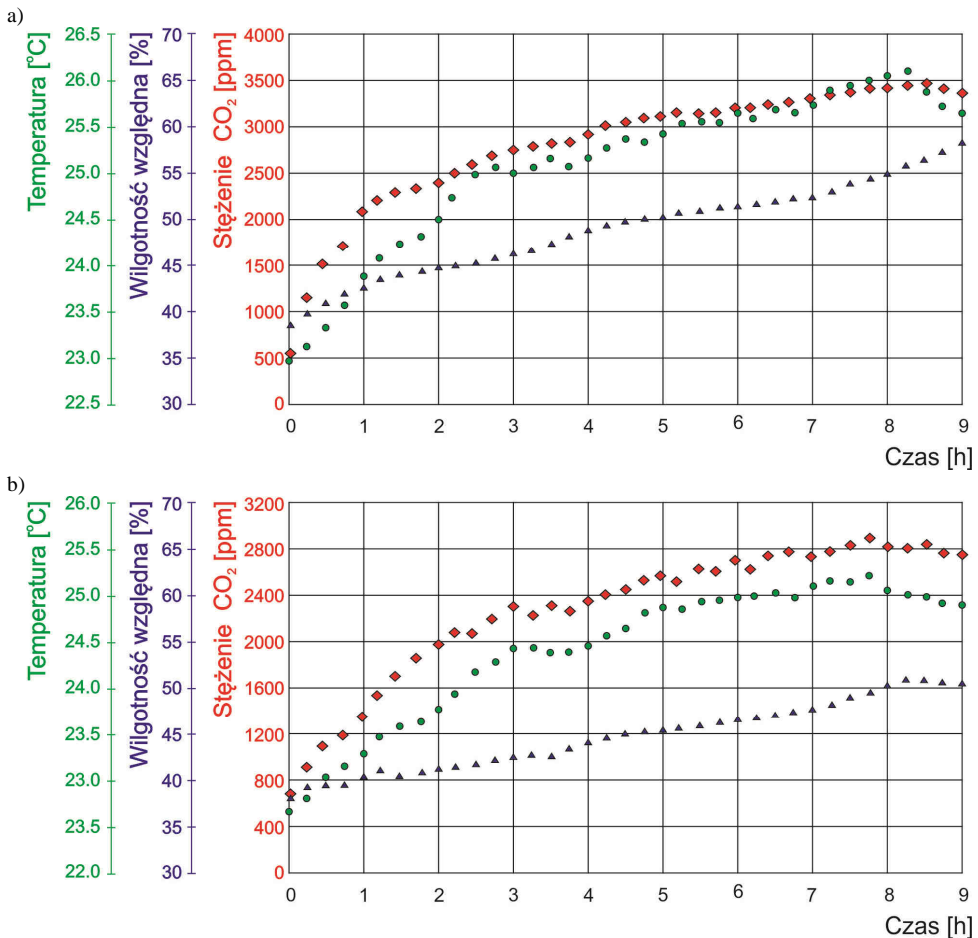 a)
Temperatura [ºC]
Wilgotność względna [%]
Stężenie CO₂ [ppm]
26.5 70 4000
26.0 65 3500
25.5 60 3000
25.0 55 2500
24.5 50 2000
24.0 45 1500
23.5 40 1000
23.0 35 500
22.5 30 0
0 1 2 3 4 5 6 7 8 9
Czas [h]
b)
Temperatura [ºC]
Wilgotność względna [%]
Stężenie CO₂ [ppm]
26.0 70 3200
25.5 65 2800
25.0 60 2400
24.5 55 2000
24.0 50 1600
23.5 45 1200
23.0 40 800
23.5 35 400
22.0 30 0
0 1 2 3 4 5 6 7 8 9
Czas [h]